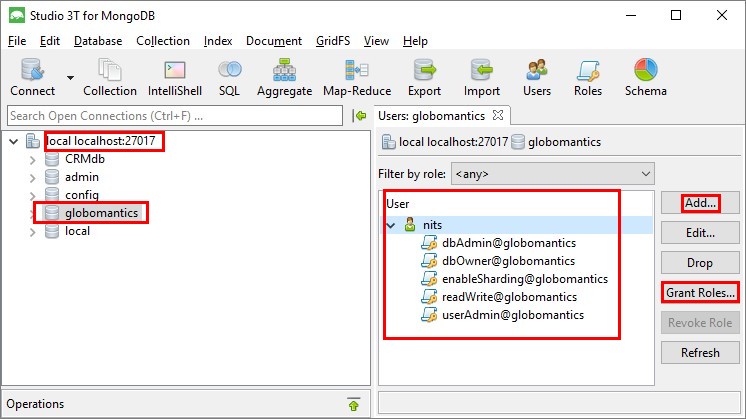 Studio 3T for MongoDB
File Edit Database Collection Index Document GridFS View Help
Connect Collection IntelliShell SQL Aggregate Map-Reduce Export Import Users Roles Schema
Search Open Connections (Ctrl+F) ...
local localhost:27017
CRMdb
admin
config
globomantics
local
Operations
Users: globomantics
local localhost:27017 globomantics
Filter by role: <any>
User
nits
dbAdmin@globomantics
dbOwner@globomantics
enableSharding@globomantics
readWrite@globomantics
userAdmin@globomantics
Add...
Edit...
Drop
Grant Roles...
Revoke Role
Refresh